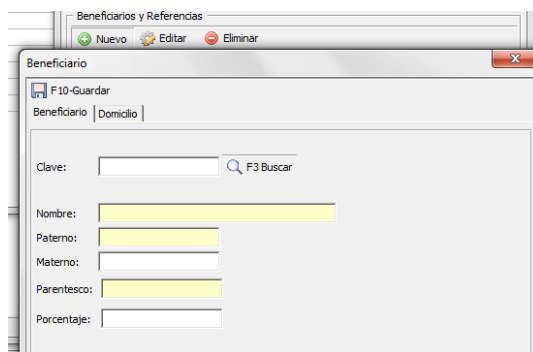 Beneficiarios y Referencias
Nuevo Editar Eliminar
Beneficiario
F10-Guardar
Beneficiario Domicilio
Clave: F3 Buscar
Nombre:
Paterno:
Materno:
Parentesco:
Porcentaje: